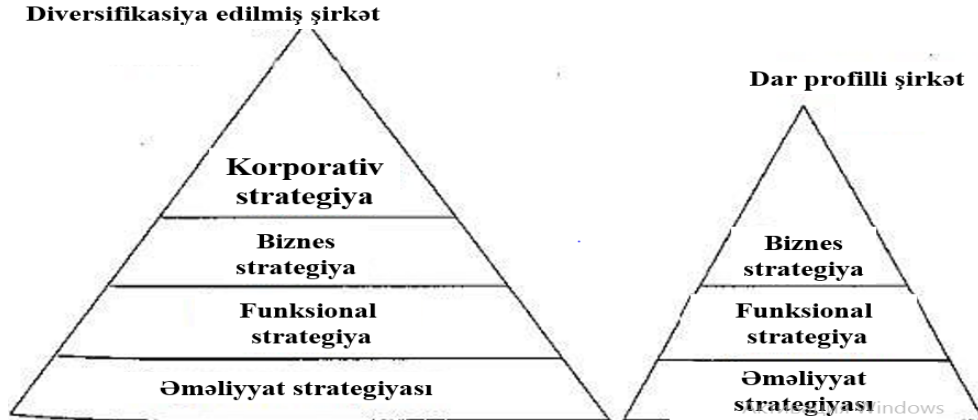 Diversifikasiya edilmiş şirkət
Korporativ
strategiya
Biznes
strategiya
Funksional
strategiya
Əməliyyat strategiyası
Dar profilli şirkət
Biznes
strategiya
Funksional
strategiya
Əməliyyat
strategiyası
Windows